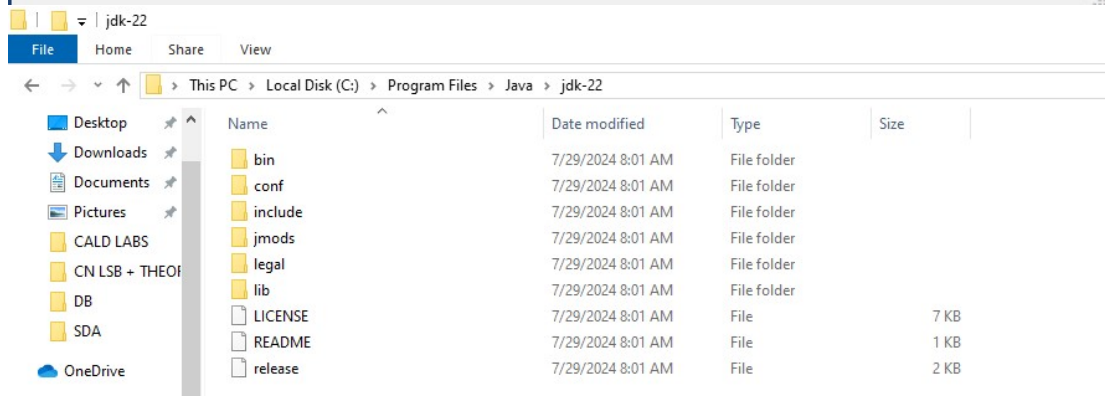 jdk-22
File Home Share View
This PC > Local Disk (C:) > Program Files > Java > jdk-22
Name Date modified Type Size
Desktop
Downloads
Documents
Pictures
CALD LABS
CN LSB + THEOF
DB
SDA
OneDrive
bin 7/29/2024 8:01 AM File folder
conf 7/29/2024 8:01 AM File folder
include 7/29/2024 8:01 AM File folder
jmods 7/29/2024 8:01 AM File folder
legal 7/29/2024 8:01 AM File folder
lib 7/29/2024 8:01 AM File folder
LICENSE 7/29/2024 8:01 AM File 7 KB
README 7/29/2024 8:01 AM File 1 KB
release 7/29/2024 8:01 AM File 2 KB